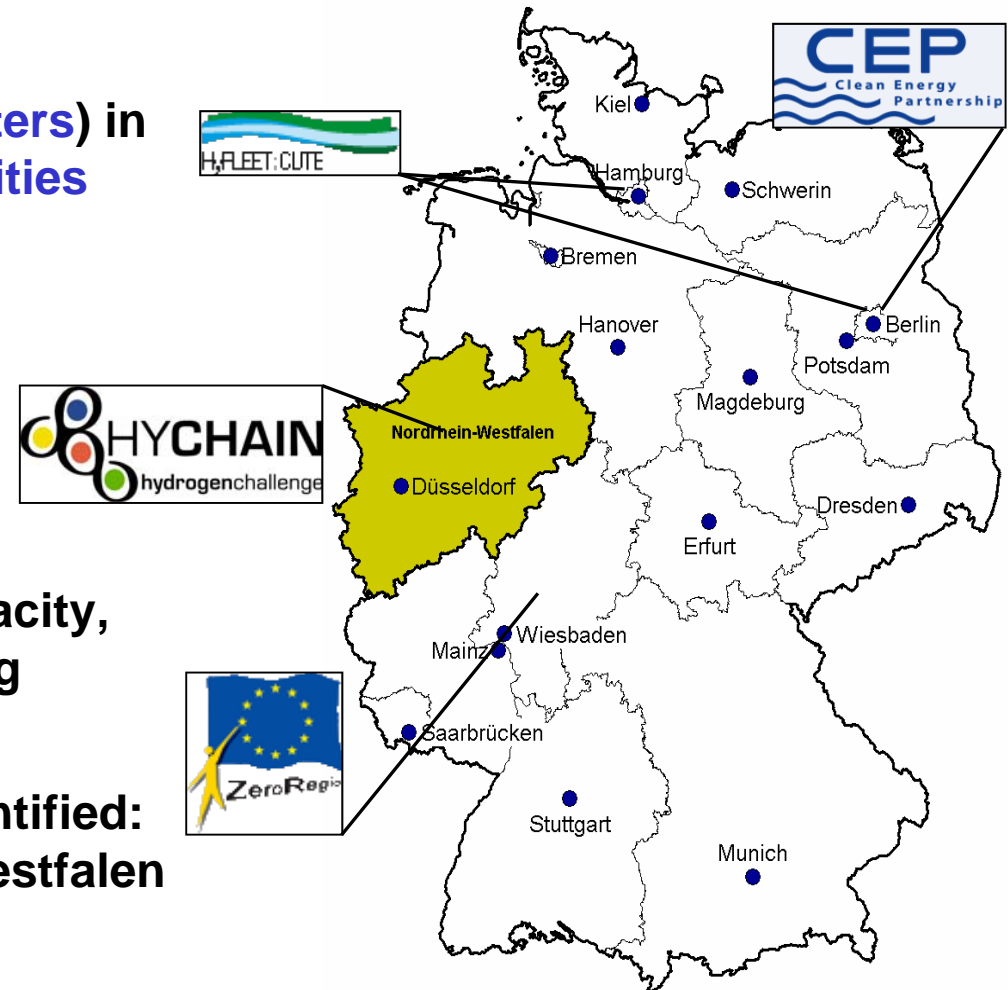 CEP
Clean Energy
Partnership
ters) in
ities
H2FLEET:CUTE
Kiel
Hamburg
Schwerin
Bremen
Berlin
Hanover
Potsdam
Magdeburg
HYCHAIN
hydrogenchallenge
Nordrhein-Westfalen
Düsseldorf
Dresden
Erfurt
acity,
g
Wiesbaden
Mainz
Saarbrücken
ZeroRegio
ntified:
estfalen
Stuttgart
Munich